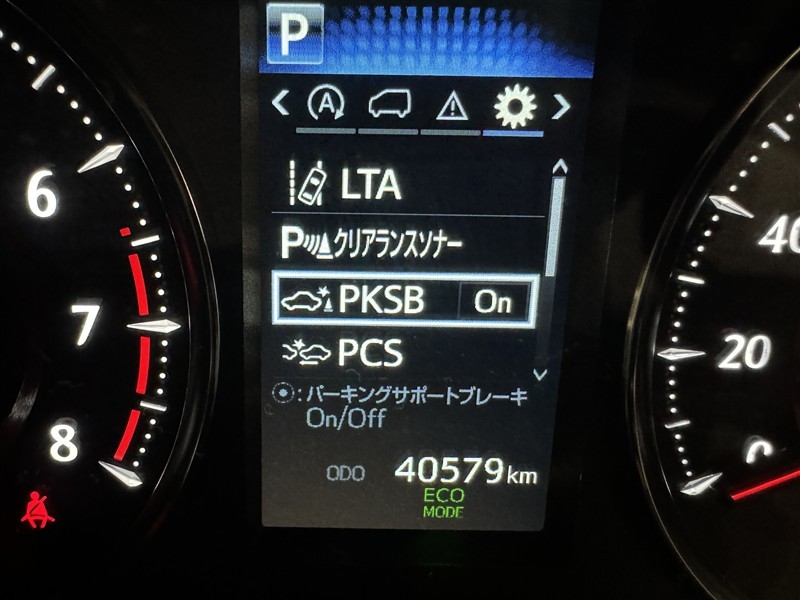 P
A
LTA
P クリアランスソナー
PKSB On
PCS
:パーキングサポートブレーキ
On/Off
ODO 40579km
ECO
MODE
6
7
8
40
20
0